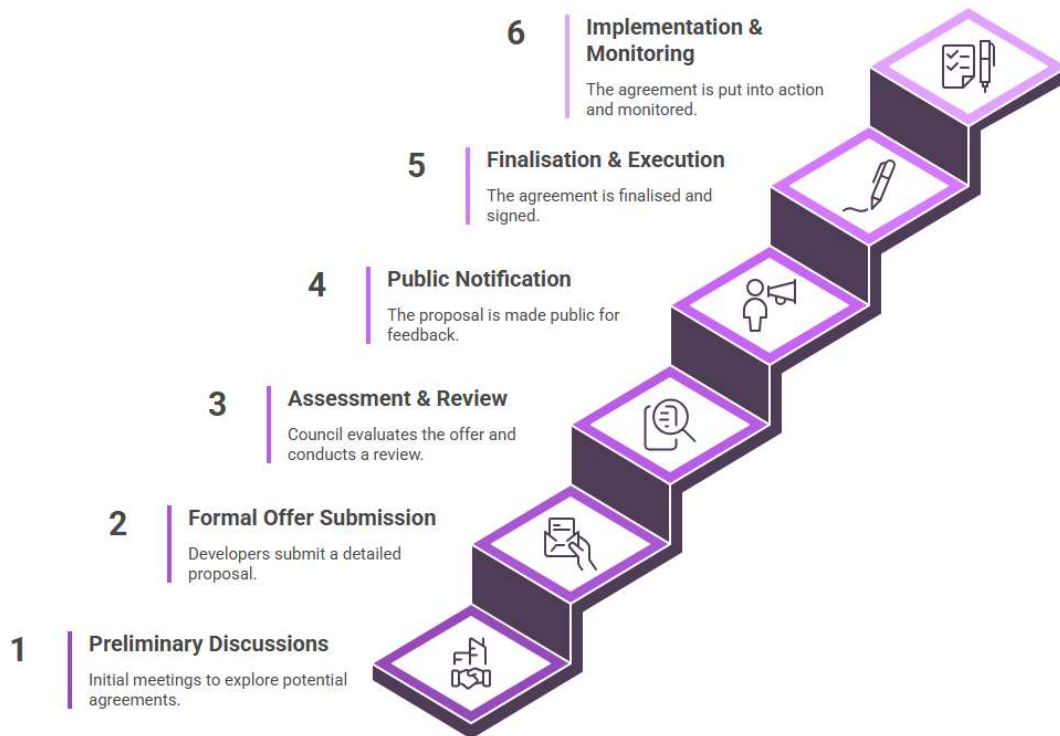 6
Implementation &
Monitoring
The agreement is put into action
and monitored.
5
Finalisation & Execution
The agreement is finalised and
signed.
4
Public Notification
The proposal is made public for
feedback.
3
Assessment & Review
Council evaluates the offer and
conducts a review.
2
Formal Offer Submission
Developers submit a detailed
proposal.
1
Preliminary Discussions
Initial meetings to explore potential
agreements.